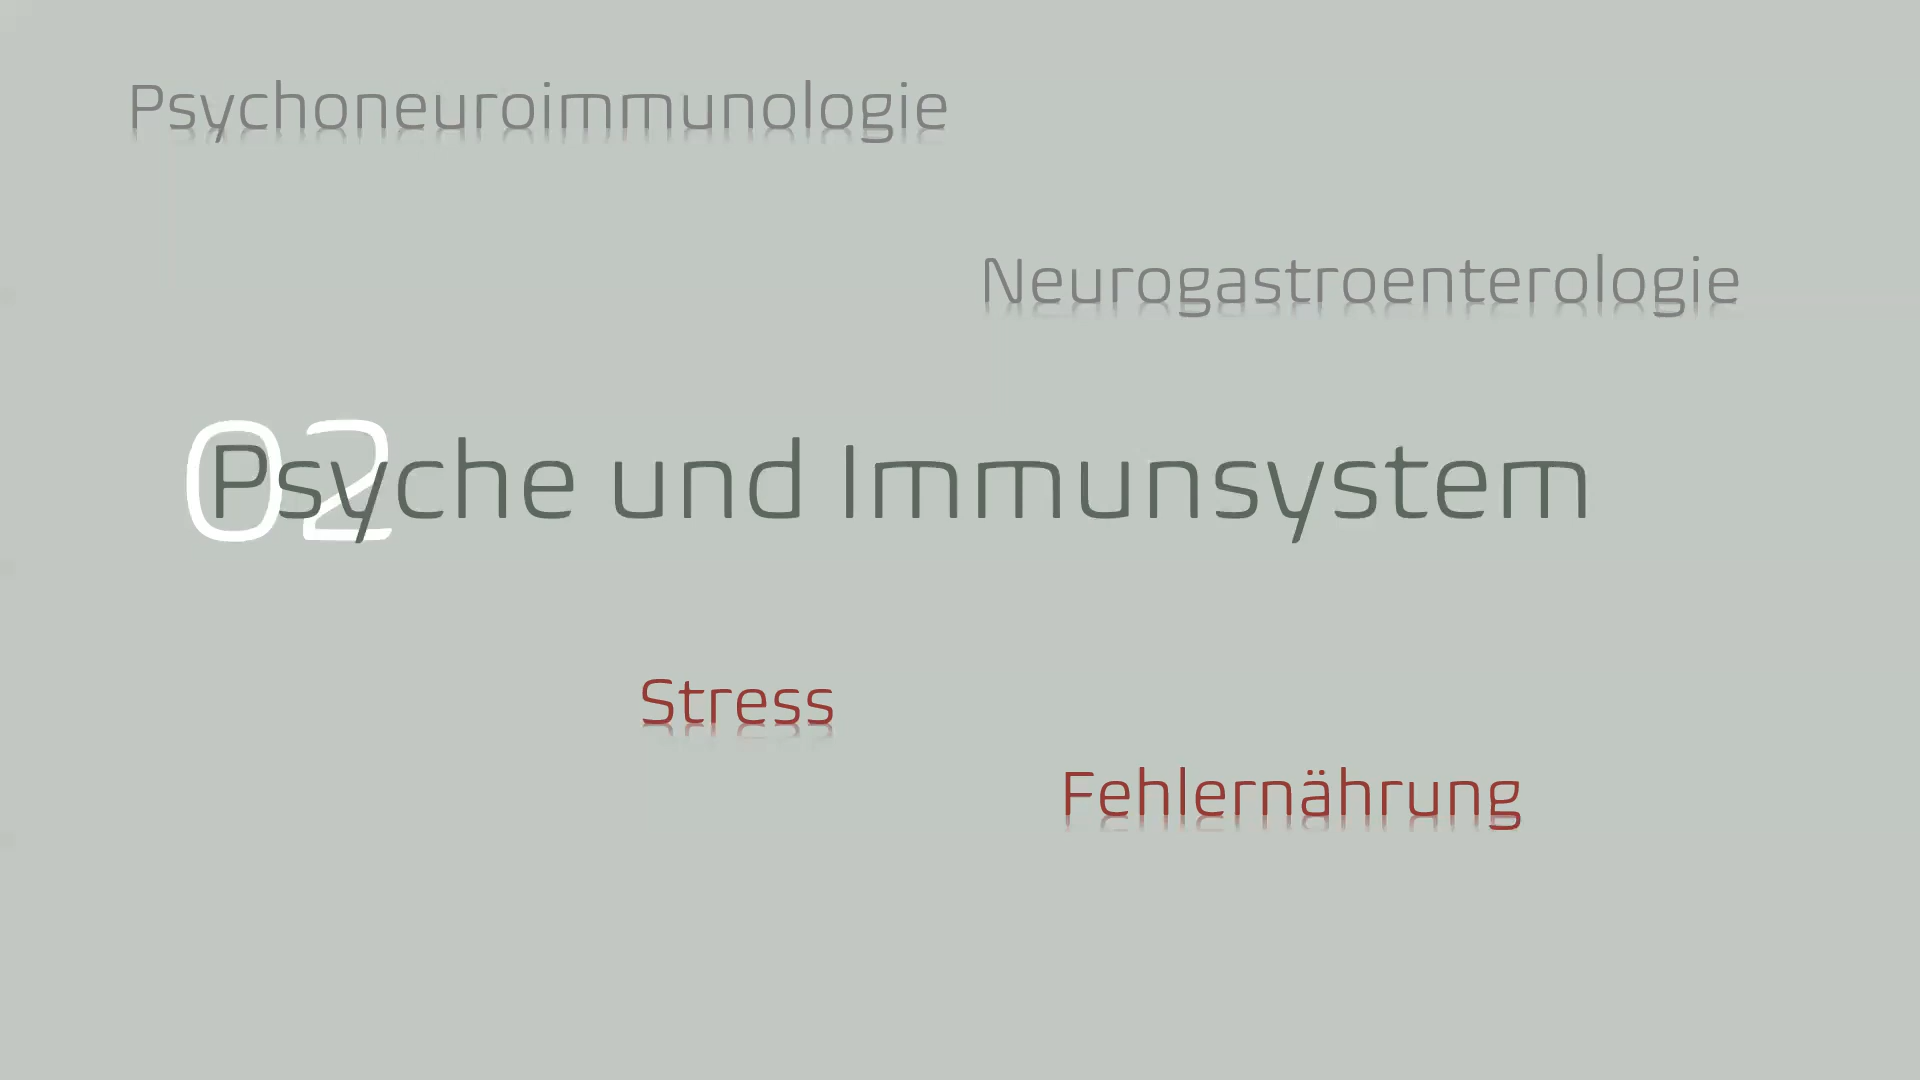 Psychoneuroimmunologie
Neurogastroenterologie
02
Psyche und Immunsystem
Stress
Fehlernährung